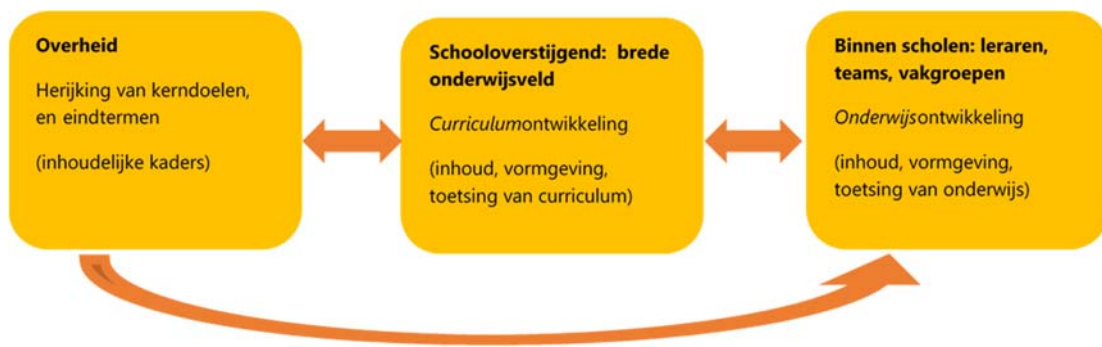 Overheid
Herijking van kerndoelen,
en eindtermen
(inhoudelijke kaders)
Schooloverstijgend: brede
onderwijsveld
Curriculumontwikkeling
(inhoud, vormgeving,
toetsing van curriculum)
Binnen scholen: leraren,
teams, vakgroepen
Onderwijsontwikkeling
(inhoud, vormgeving,
toetsing van onderwijs)